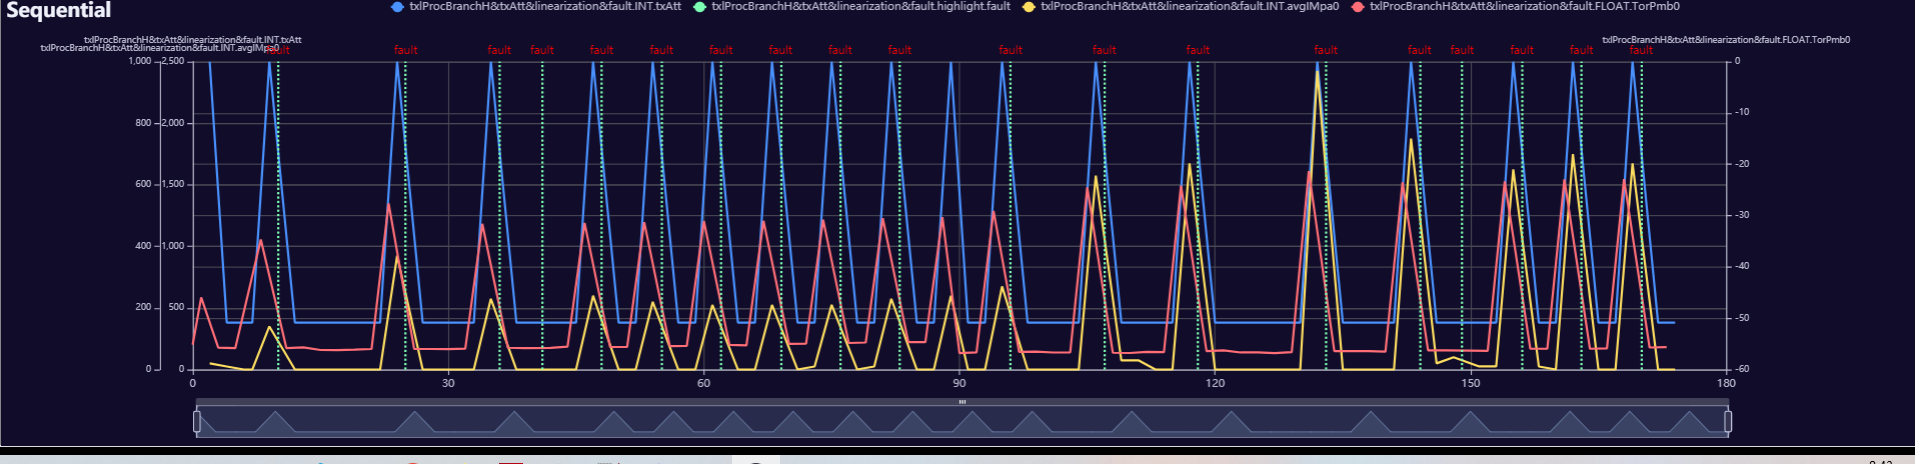 Sequential
txlProcBranchH&txAtt&linearization&fault.INT.txAtt txlProcBranchH&txAtt&linearization&fault.highlight.fault txlProcBranchH&txAtt&linearization&fault.INT.avgIMpa0 txlProcBranchH&txAtt&linearization&fault.FLOAT.TorPmb0
txlProcBranchH&txAtt&linearization&fault.INT.txAtt txlProcBranchH&txAtt&linearization&fault.FLOAT.TorPmb0
txlProcBranchH&txAtt&linearization&fault.INT.avgIMpa0
fault fault fault fault fault fault fault fault fault fault fault fault fault fault fault fault fault fault fault
1,000 2,500 0
-10
800 2,000
-20
600 1,500
-30
400 1,000
-40
200 500 -50
0 0 -60
0 30 60 90 120 150 180